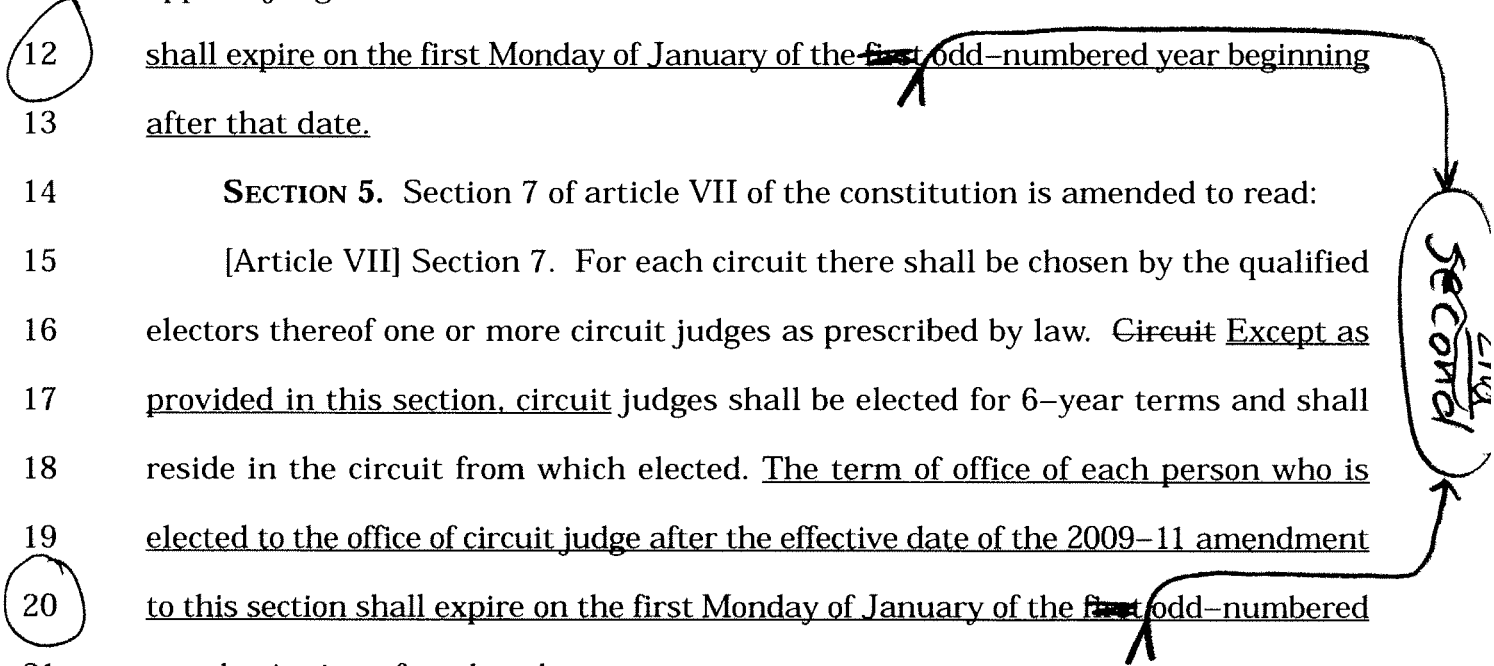 12 shall expire on the first Monday of January of the first odd–numbered year beginning
13 after that date.
14 SECTION 5. Section 7 of article VII of the constitution is amended to read:
15 [Article VII] Section 7. For each circuit there shall be chosen by the qualified
16 electors thereof one or more circuit judges as prescribed by law. Circuit Except as
17 provided in this section, circuit judges shall be elected for 6–year terms and shall
18 reside in the circuit from which elected. The term of office of each person who is
19 elected to the office of circuit judge after the effective date of the 2009–11 amendment
20 to this section shall expire on the first Monday of January of the first odd–numbered
second